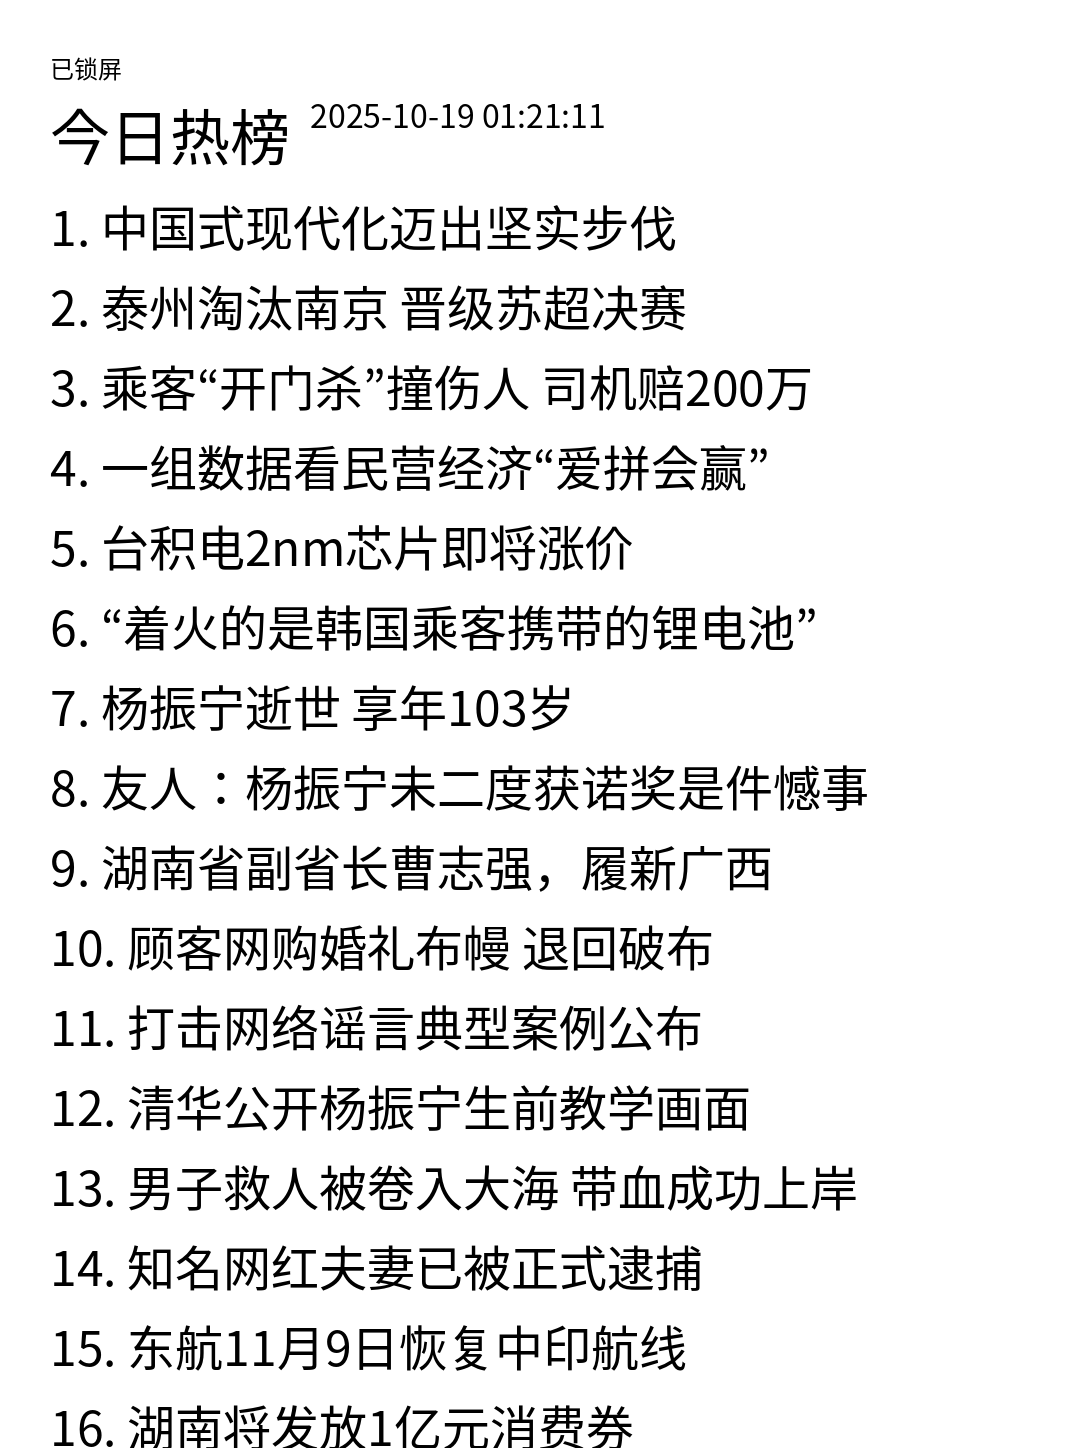 已锁屏
今日热榜 2025-10-19 01:21:11
1. 中国式现代化迈出坚实步伐
2. 泰州淘汰南京 晋级苏超决赛
3. 乘客“开门杀”撞伤人 司机赔200万
4. 一组数据看民营经济“爱拼会赢”
5. 台积电2nm芯片即将涨价
6. “着火的是韩国乘客携带的锂电池”
7. 杨振宁逝世 享年103岁
8. 友人：杨振宁未二度获诺奖是件憾事
9. 湖南省副省长曹志强，履新广西
10. 顾客网购婚礼布幔 退回破布
11. 打击网络谣言典型案例公布
12. 清华公开杨振宁生前教学画面
13. 男子救人被卷入大海 带血成功上岸
14. 知名网红夫妻已被正式逮捕
15. 东航11月9日恢复中印航线
16. 湖南将发放1亿元消费券